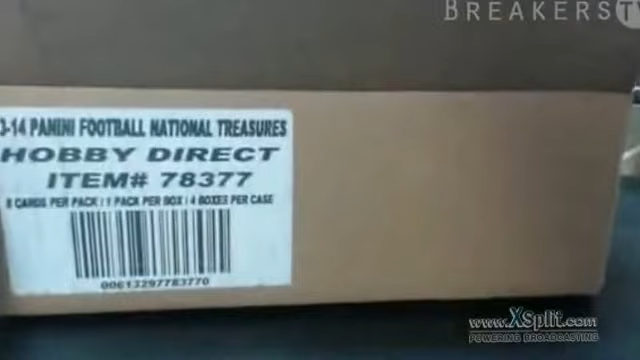 BREAKERSTV
3-14 PANINI FOOTBALL NATIONAL TREASURES
HOBBY DIRECT
ITEM# 78377
8 CARDS PER PACK / 1 PACK PER BOX / 4 BOXES PER CASE
00613297783770
www.XSplit.com
POWERING BROADCASTING